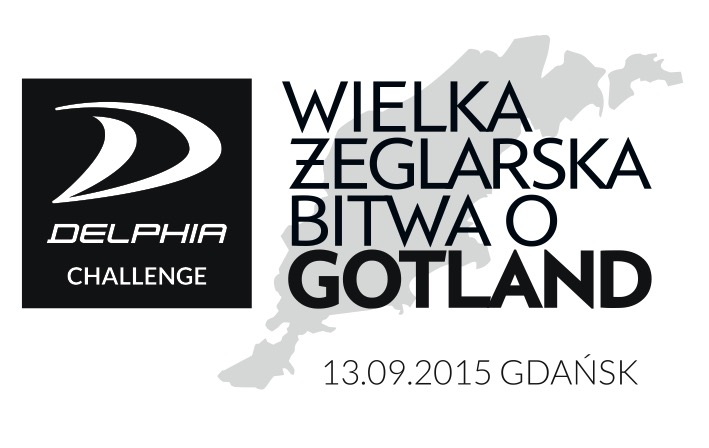 DELPHIA
CHALLENGE
WIELKA
ŻEGLARSKA
BITWA O
GOTLAND
13.09.2015 GDAŃSK